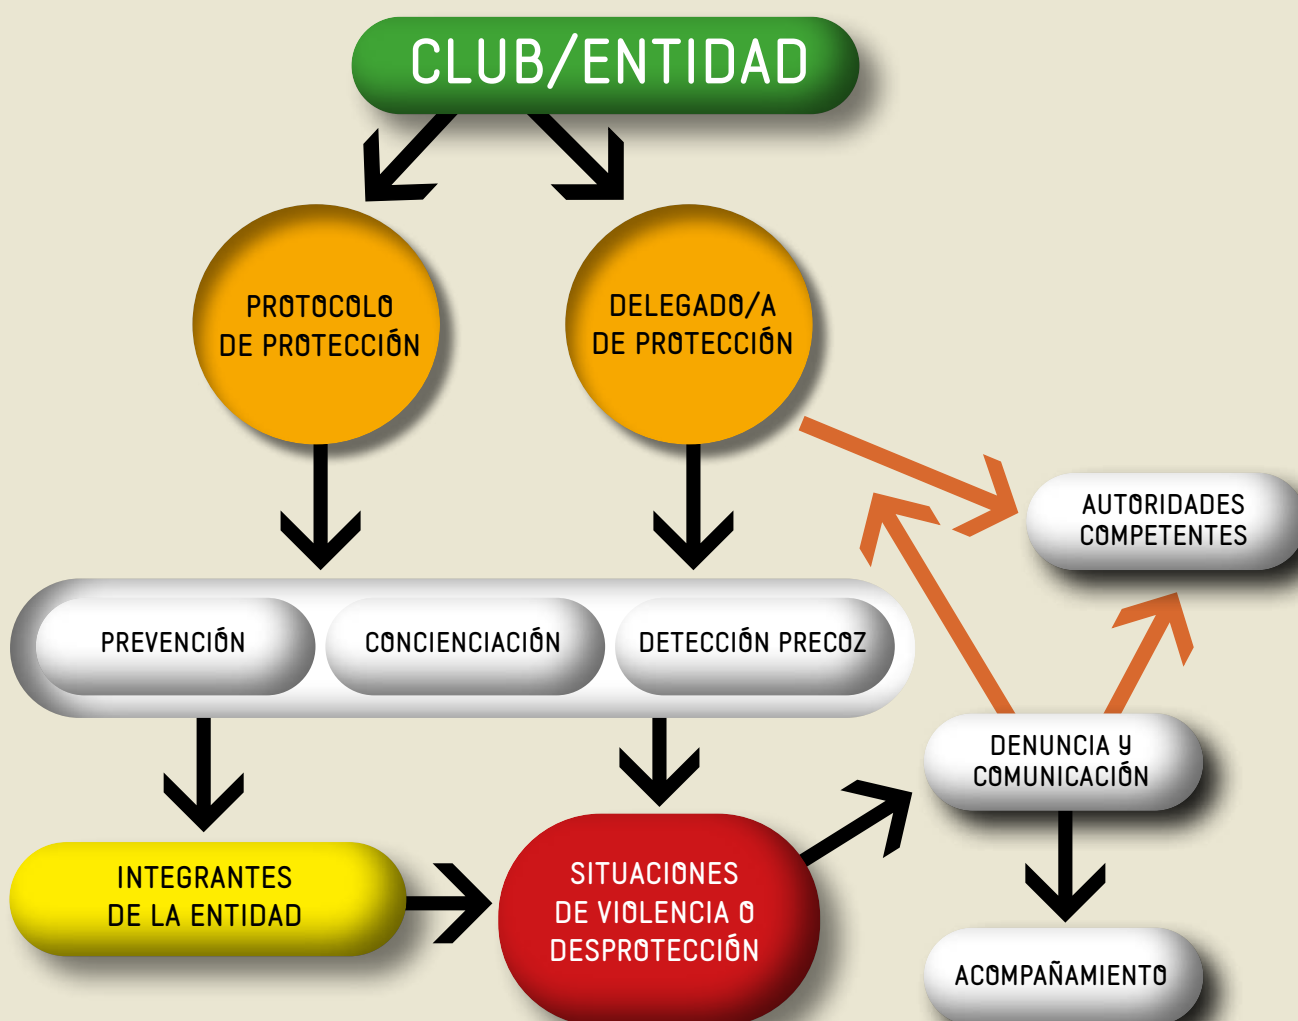 CLUB/ENTIDAD
PROTOCOLO
DE PROTECCIÓN
DELEGADO/A
DE PROTECCIÓN
AUTORIDADES
COMPETENTES
PREVENCIÓN
CONCIENCIACIÓN
DETECCIÓN PRECOZ
DENUNCIA Y
COMUNICACIÓN
INTEGRANTES
DE LA ENTIDAD
SITUACIONES
DE VIOLENCIA O
DESPROTECCIÓN
ACOMPAÑAMIENTO